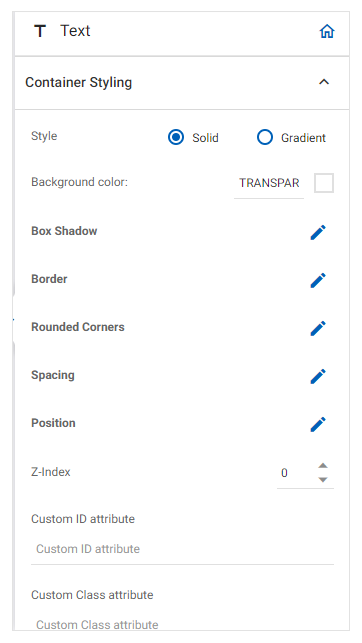 Text
Container Styling
Style
Solid
Gradient
Background color:
TRANSPAR
Box Shadow
Border
Rounded Corners
Spacing
Position
Z-Index
0
Custom ID attribute
Custom ID attribute
Custom Class attribute
Custom Class attribute